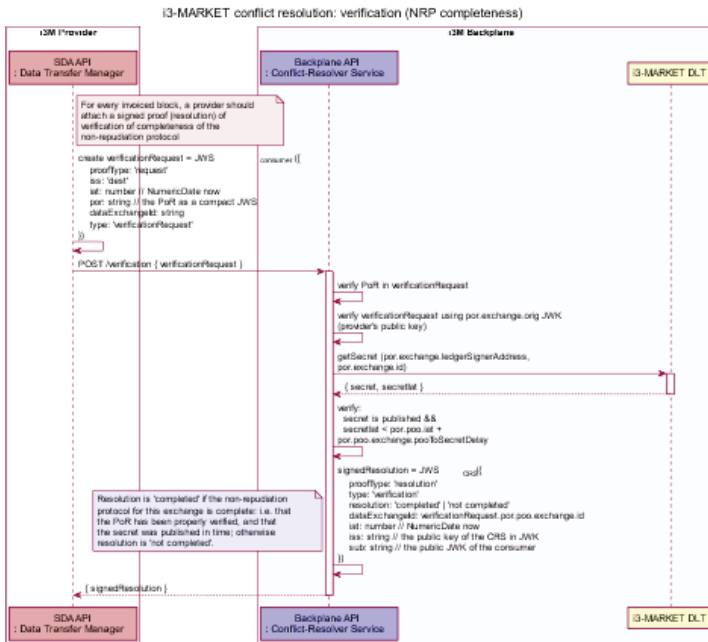 i3-MARKET conflict resolution: verification (NRP completeness)
i3M Provider
i3M Backplane
SDA API
: Data Transfer Manager
Backplane API
: Conflict-Resolver Service
i3-MARKET DLT
For every invoiced block, a provider should
attach a signed proof (resolution) of
verification of completeness of the
non-repudiation protocol
create verificationRequest = JWS consumer ({
proofType: 'request'
iss: 'dest'
iat: number // NumericDate now
por: string // the PoR as a compact JWS
dataExchangeId: string
type: 'verificationRequest'
})
POST /verification { verificationRequest }
verify PoR in verificationRequest
verify verificationRequest using por.exchange.orig JWK
(provider's public key)
getSecret (por.exchange.ledgerSignerAddress,
por.exchange.id)
{ secret, secretIat }
verify:
secret is published &&
secretIat < por.poo.iat +
por.poo.exchange.pooToSecretDelay
signedResolution = JWS CRS({
proofType: 'resolution'
type: 'verification'
resolution: 'completed' | 'not completed'
dataExchangeId: verificationRequest.por.poo.exchange.id
iat: number // NumericDate now
iss: string // the public key of the CRS in JWK
sub: string // the public JWK of the consumer
})
Resolution is 'completed' if the non-repudiation
protocol for this exchange is complete: i.e. that
the PoR has been properly verified, and that
the secret was published in time; otherwise
resolution is 'not completed'.
{ signedResolution }
SDA API
: Data Transfer Manager
Backplane API
: Conflict-Resolver Service
i3-MARKET DLT